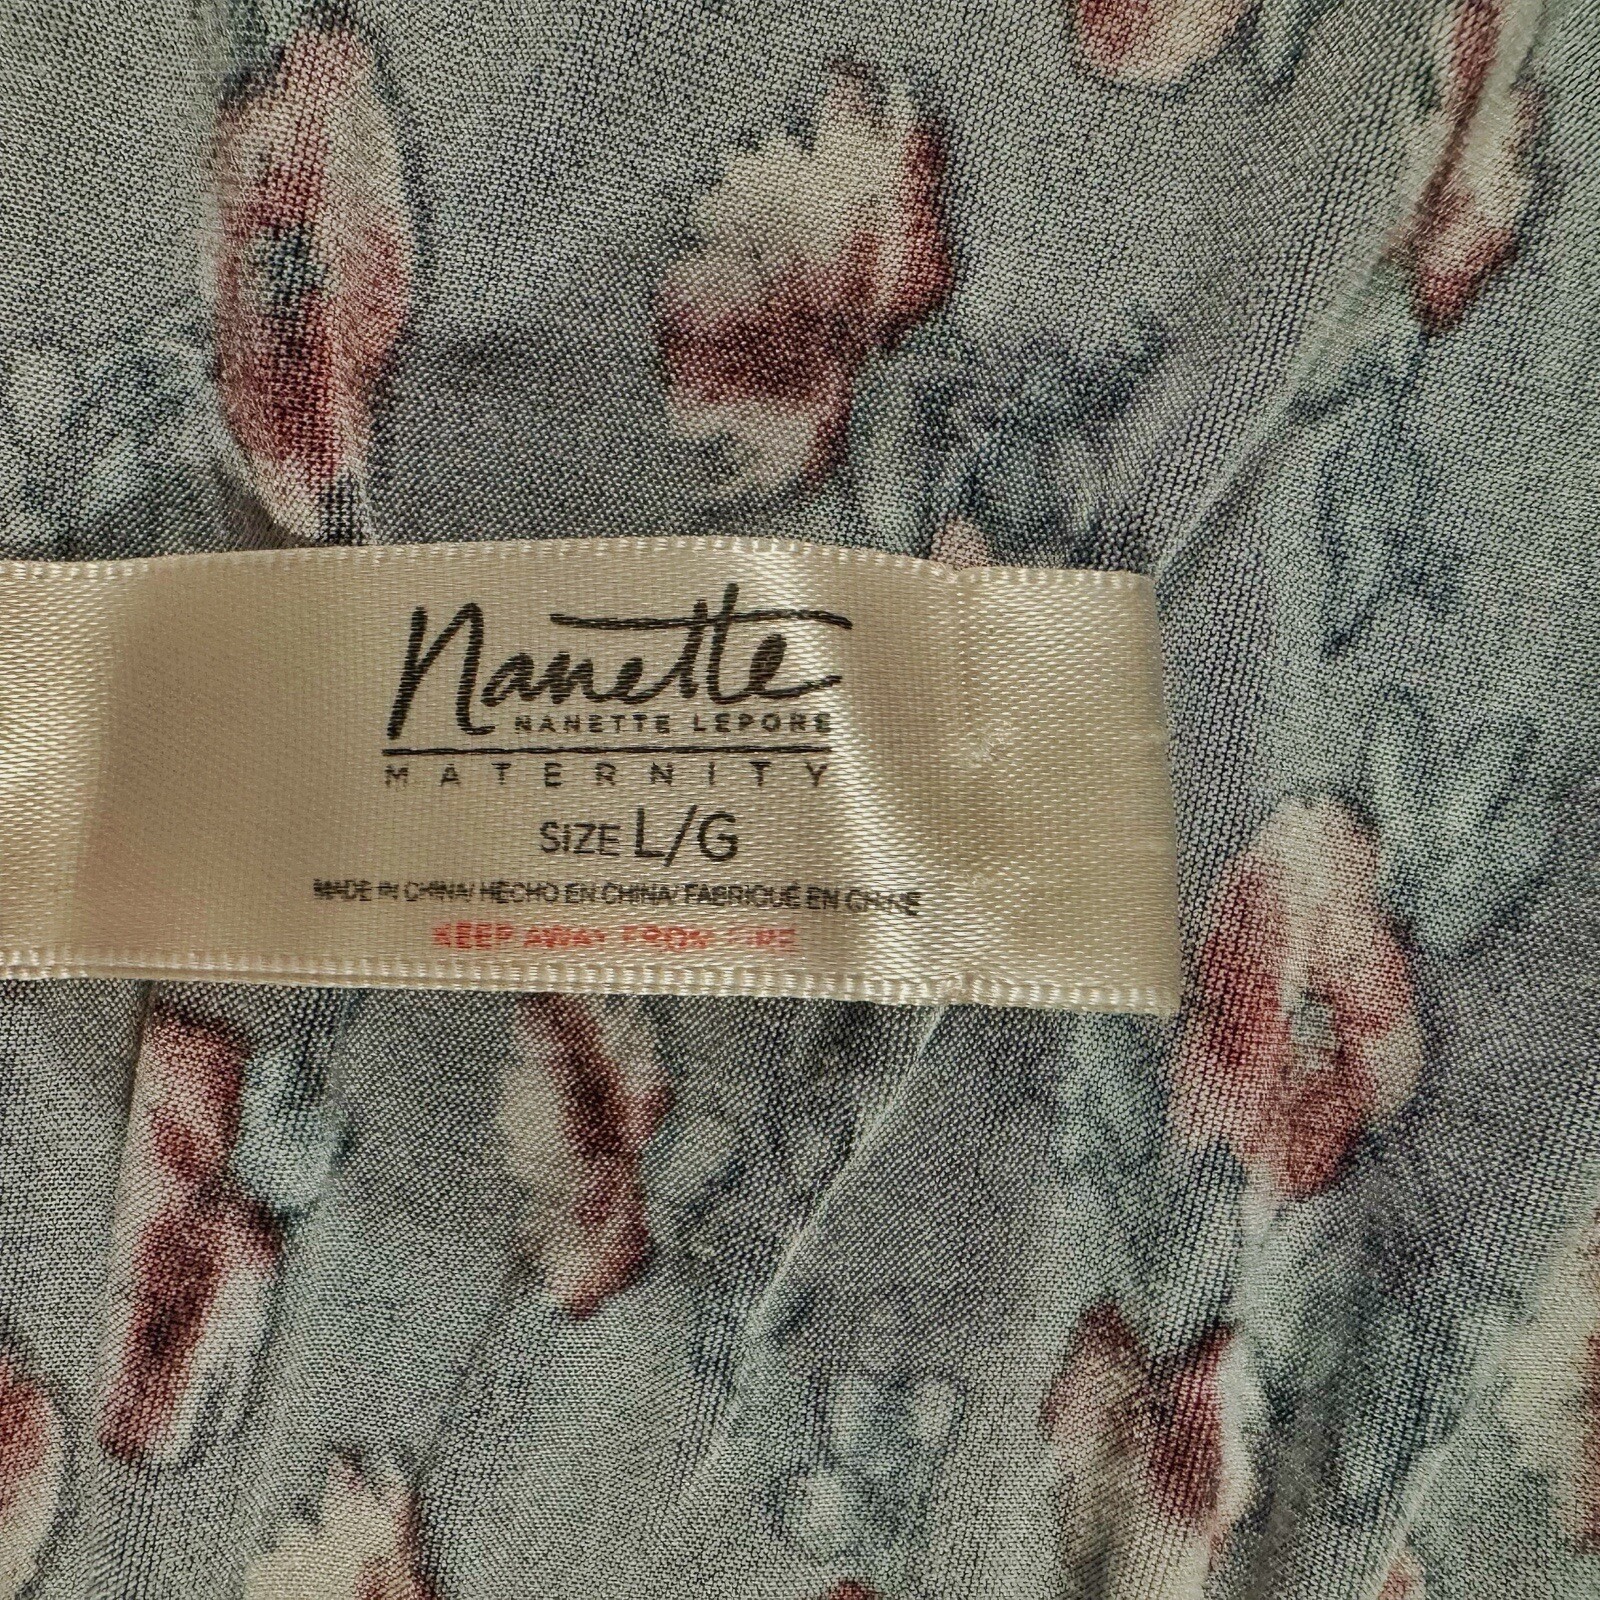 Nanette
NANETTE LEPORE
MATERNITY
SIZE L/G
MADE IN CHINA/ HECHO EN CHINA/ FABRIQUÉ EN CHINE
KEEP AWAY FROM FIRE